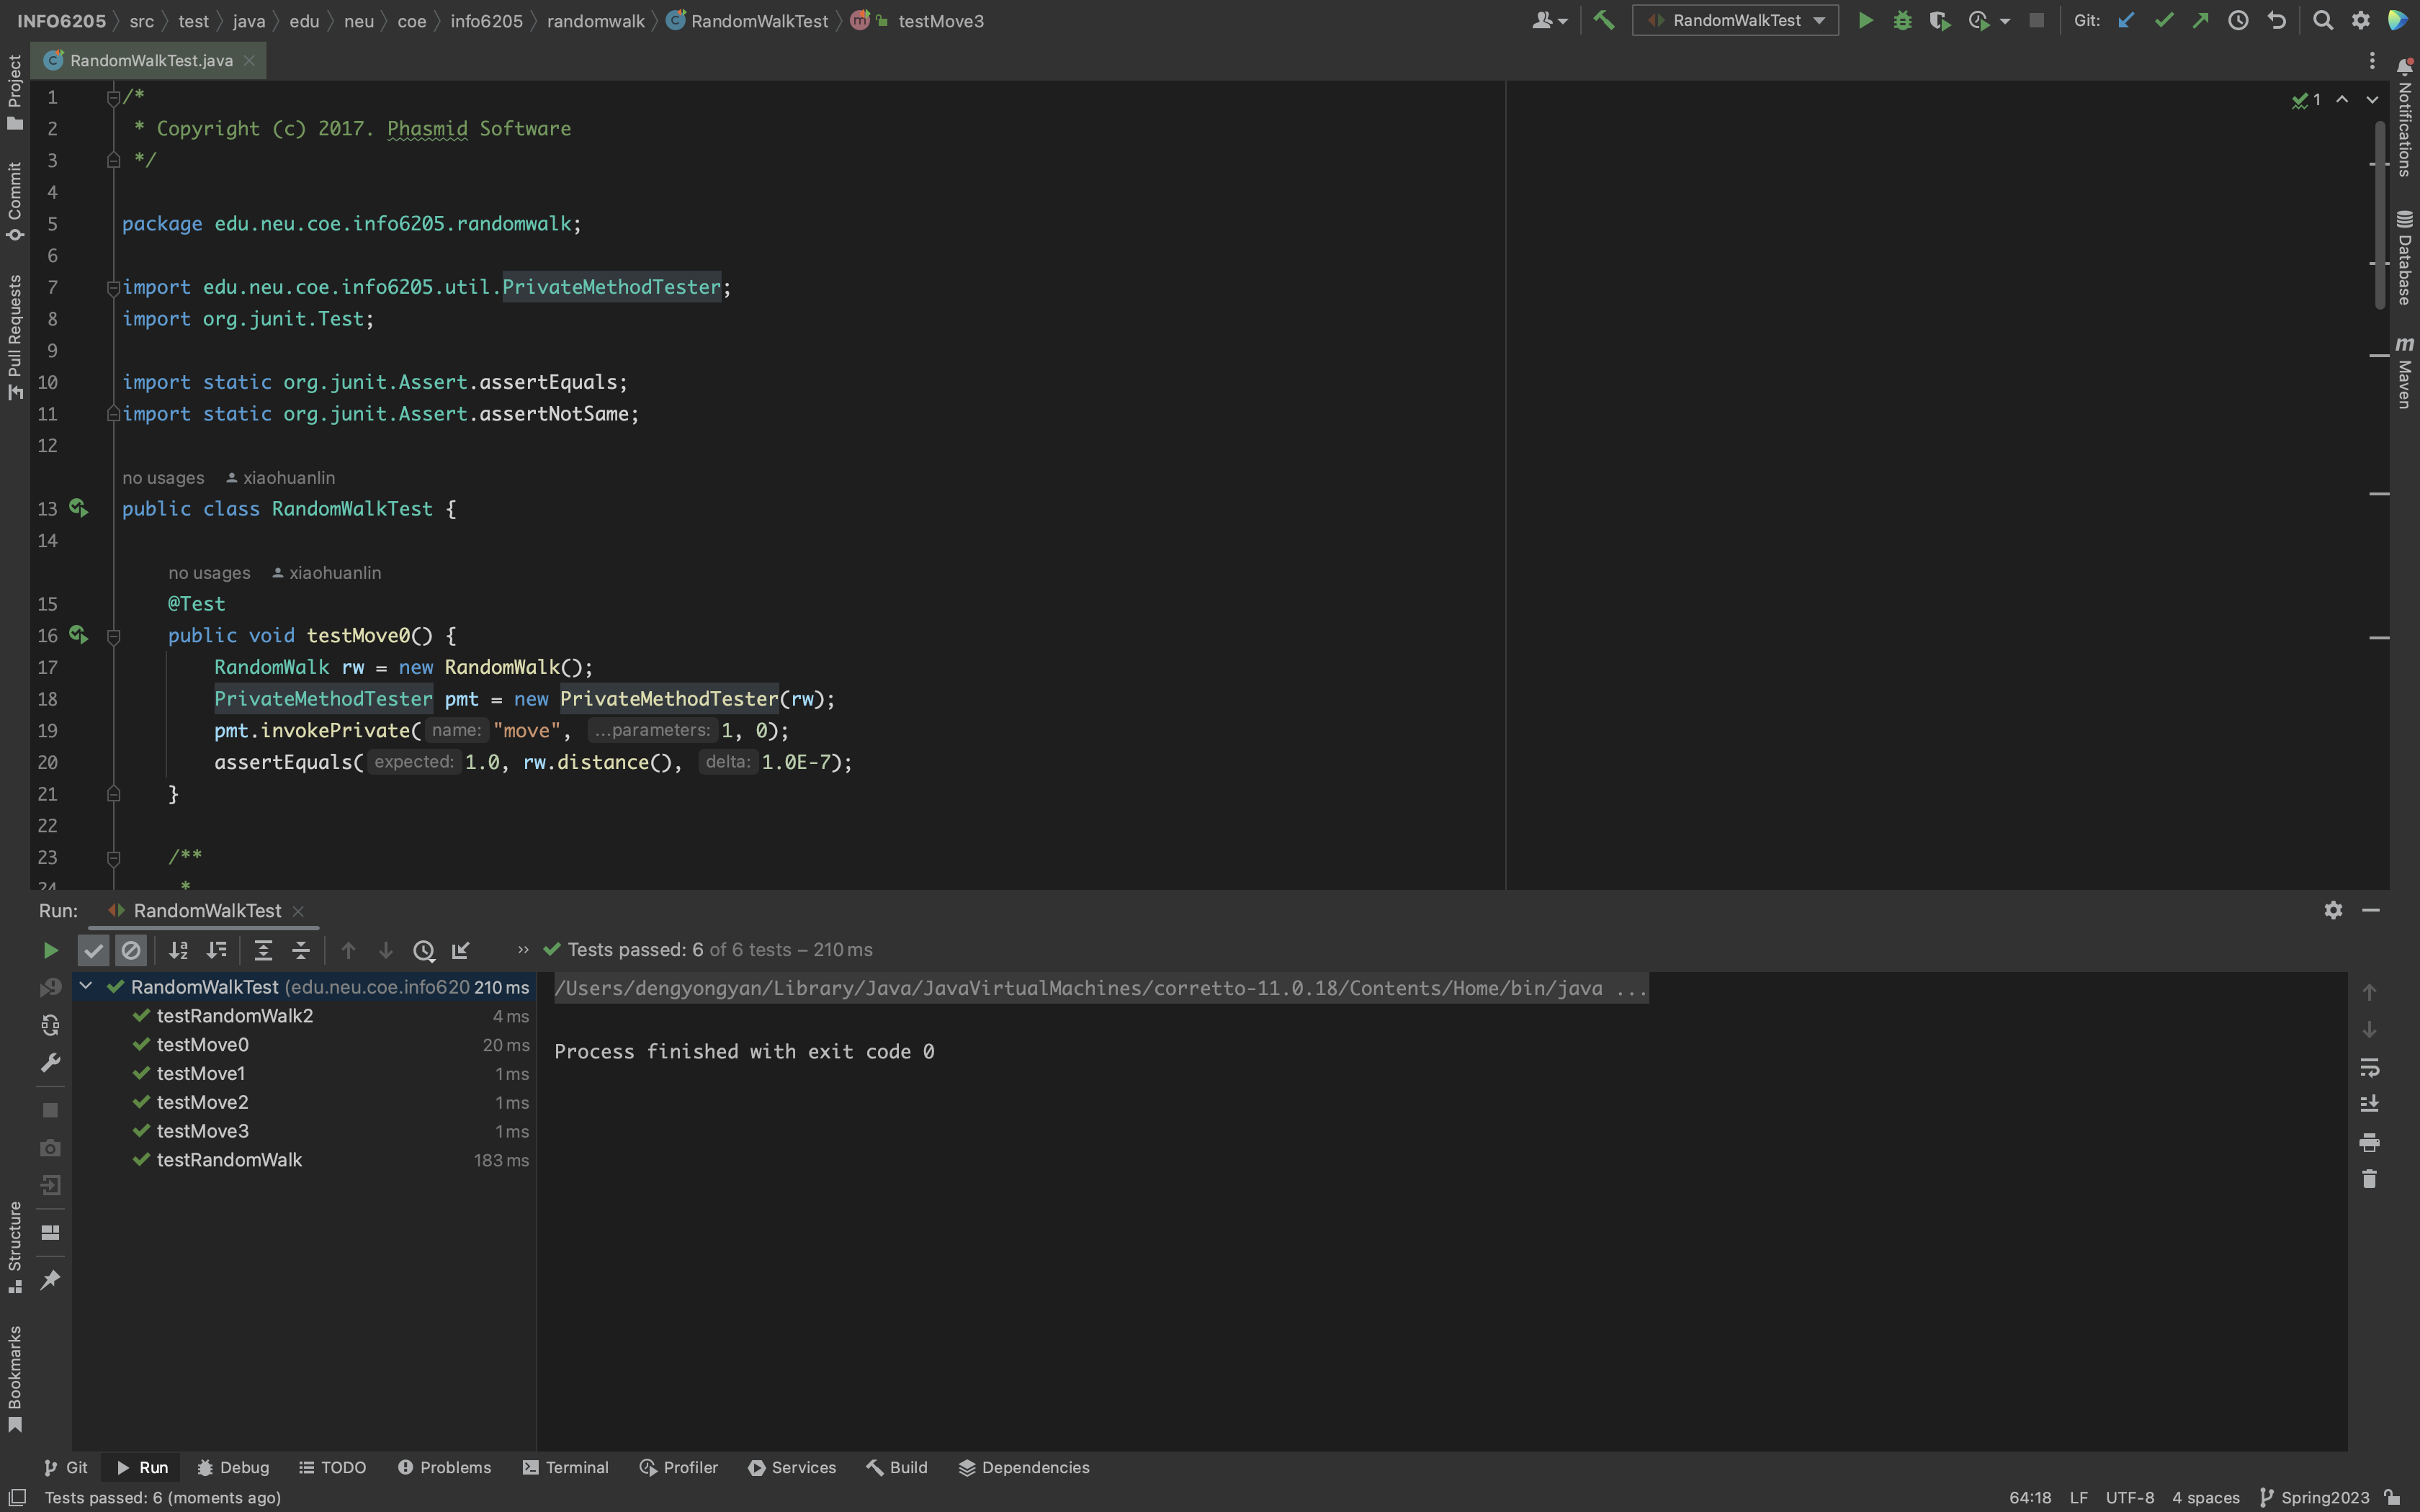 INFO6205 src test java edu neu coe info6205 randomwalk RandomWalkTest testMove3
RandomWalkTest
Git:
RandomWalkTest.java
Project
Commit
Pull Requests
Structure
Bookmarks
Notifications
Database
m Maven
1
1 /*
2 * Copyright (c) 2017. Phasmid Software
3 */
4
5 package edu.neu.coe.info6205.randomwalk;
6
7 import edu.neu.coe.info6205.util.PrivateMethodTester;
8 import org.junit.Test;
9
10 import static org.junit.Assert.assertEquals;
11 import static org.junit.Assert.assertNotSame;
12
no usages xiaohuanlin
13 public class RandomWalkTest {
14
no usages xiaohuanlin
15 @Test
16 public void testMove0() {
17 RandomWalk rw = new RandomWalk();
18 PrivateMethodTester pmt = new PrivateMethodTester(rw);
19 pmt.invokePrivate( name: "move", ...parameters: 1, 0);
20 assertEquals( expected: 1.0, rw.distance(), delta: 1.0E-7);
21 }
22
23 /**
24 *
Run: RandomWalkTest
Tests passed: 6 of 6 tests – 210 ms
RandomWalkTest (edu.neu.coe.info620 210 ms
testRandomWalk2 4 ms
testMove0 20 ms
testMove1 1 ms
testMove2 1 ms
testMove3 1 ms
testRandomWalk 183 ms
/Users/dengyongyan/Library/Java/JavaVirtualMachines/corretto-11.0.18/Contents/Home/bin/java ...
Process finished with exit code 0
Git Run Debug TODO Problems Terminal Profiler Services Build Dependencies
Tests passed: 6 (moments ago)
64:18 LF UTF-8 4 spaces Spring2023